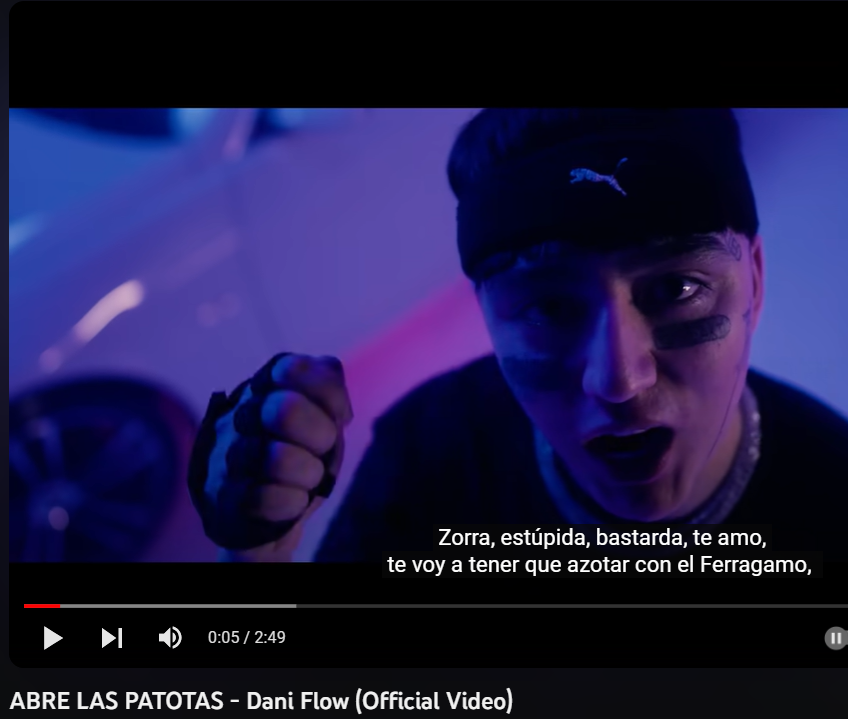 Zorra, estúpida, bastarda, te amo,
te voy a tener que azotar con el Ferragamo,
0:05 / 2:49
ABRE LAS PATOTAS - Dani Flow (Official Video)